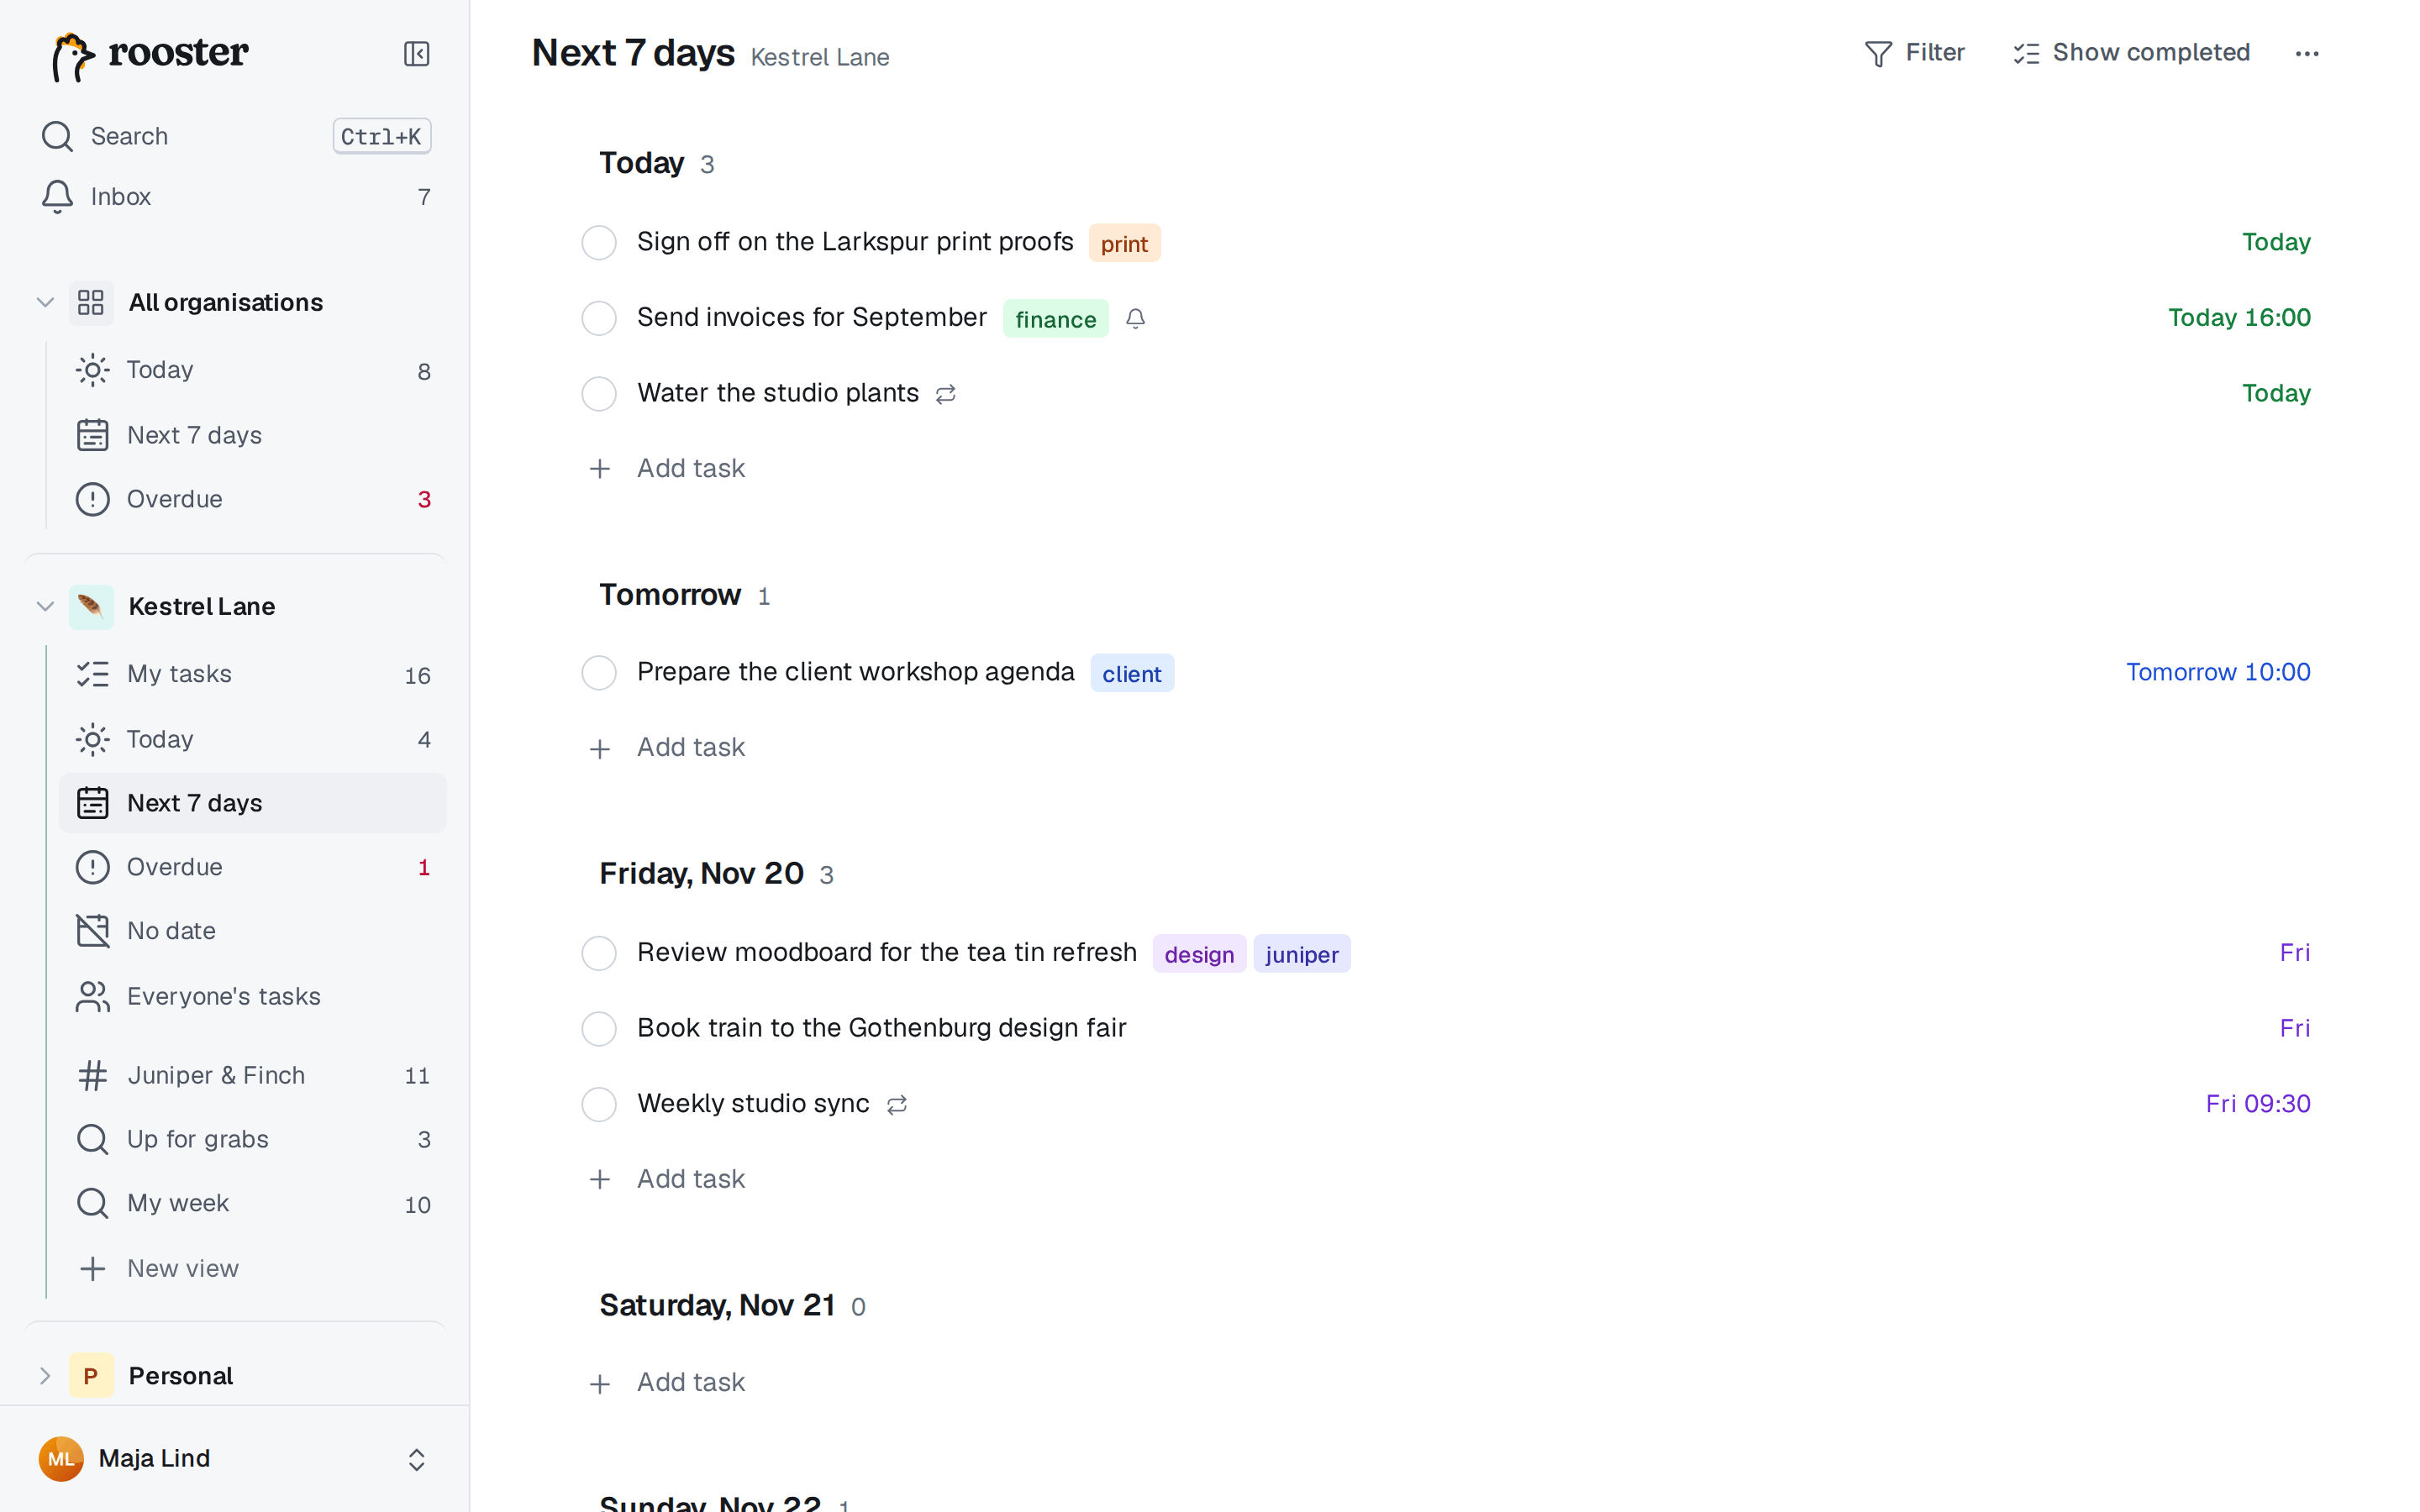 rooster
Search Ctrl+K
Inbox 7
All organisations
Today 8
Next 7 days
Overdue 3
Kestrel Lane
My tasks 16
Today 4
Next 7 days
Overdue 1
No date
Everyone's tasks
Juniper & Finch 11
Up for grabs 3
My week 10
New view
P Personal
ML Maja Lind
Next 7 days Kestrel Lane
Filter Show completed
Today 3
Sign off on the Larkspur print proofs print Today
Send invoices for September finance Today 16:00
Water the studio plants Today
Add task
Tomorrow 1
Prepare the client workshop agenda client Tomorrow 10:00
Add task
Friday, Nov 20 3
Review moodboard for the tea tin refresh design juniper Fri
Book train to the Gothenburg design fair Fri
Weekly studio sync Fri 09:30
Add task
Saturday, Nov 21 0
Add task
Sunday, Nov 22 1